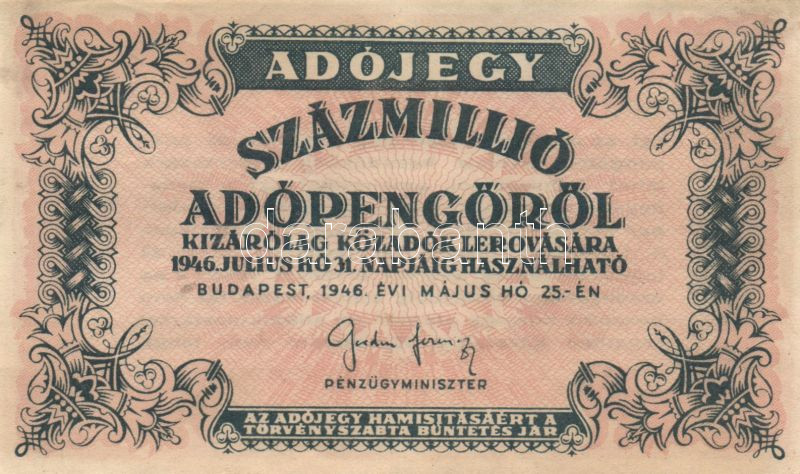 ADÓJEGY
SZÁZMILLIÓ
ADÓPENGŐRŐL
KIZÁRÓLAG KÖZADÓK LEROVÁSÁRA
1946. JULIUS HÓ 31. NAPJÁIG HASZNÁLHATÓ
BUDAPEST, 1946. ÉVI MÁJUS HÓ 25.-ÉN
PÉNZÜGYMINISZTER
AZ ADÓJEGY HAMISITÁSÁÉRT A
TÖRVÉNYSZABTA BÜNTETÉS JÁR